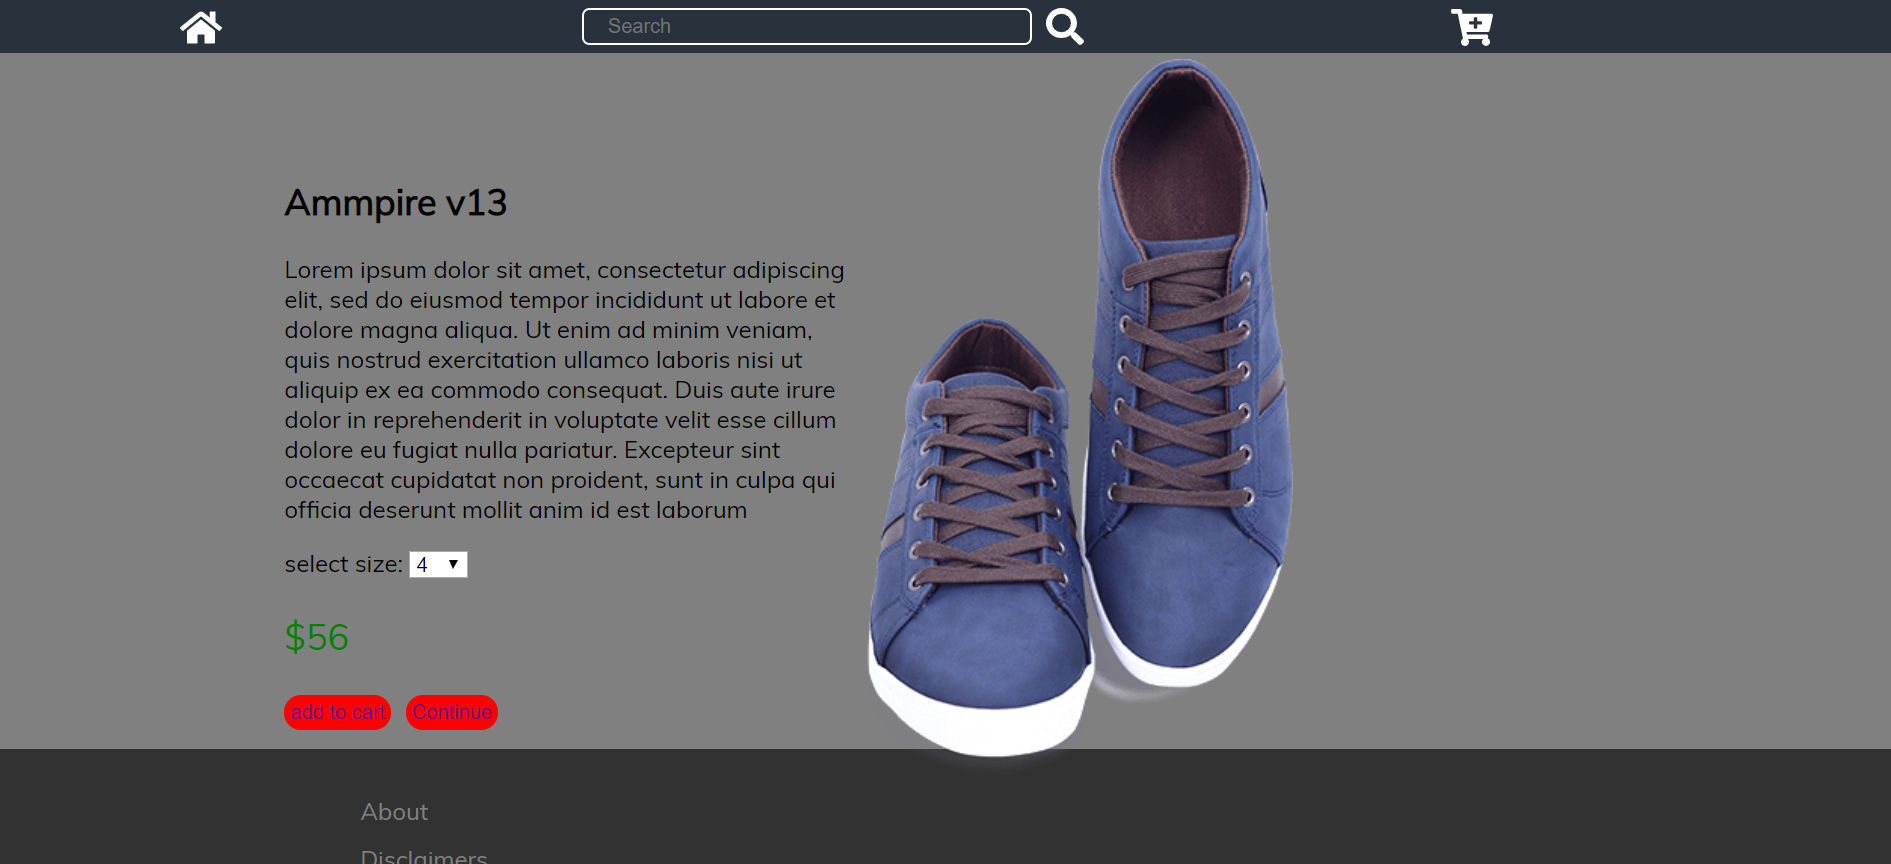 Search
Ammpire v13
Lorem ipsum dolor sit amet, consectetur adipiscing
elit, sed do eiusmod tempor incididunt ut labore et
dolore magna aliqua. Ut enim ad minim veniam,
quis nostrud exercitation ullamco laboris nisi ut
aliquip ex ea commodo consequat. Duis aute irure
dolor in reprehenderit in voluptate velit esse cillum
dolore eu fugiat nulla pariatur. Excepteur sint
occaecat cupidatat non proident, sunt in culpa qui
officia deserunt mollit anim id est laborum
select size: 4
$56
add to cart Continue
About
Disclaimers